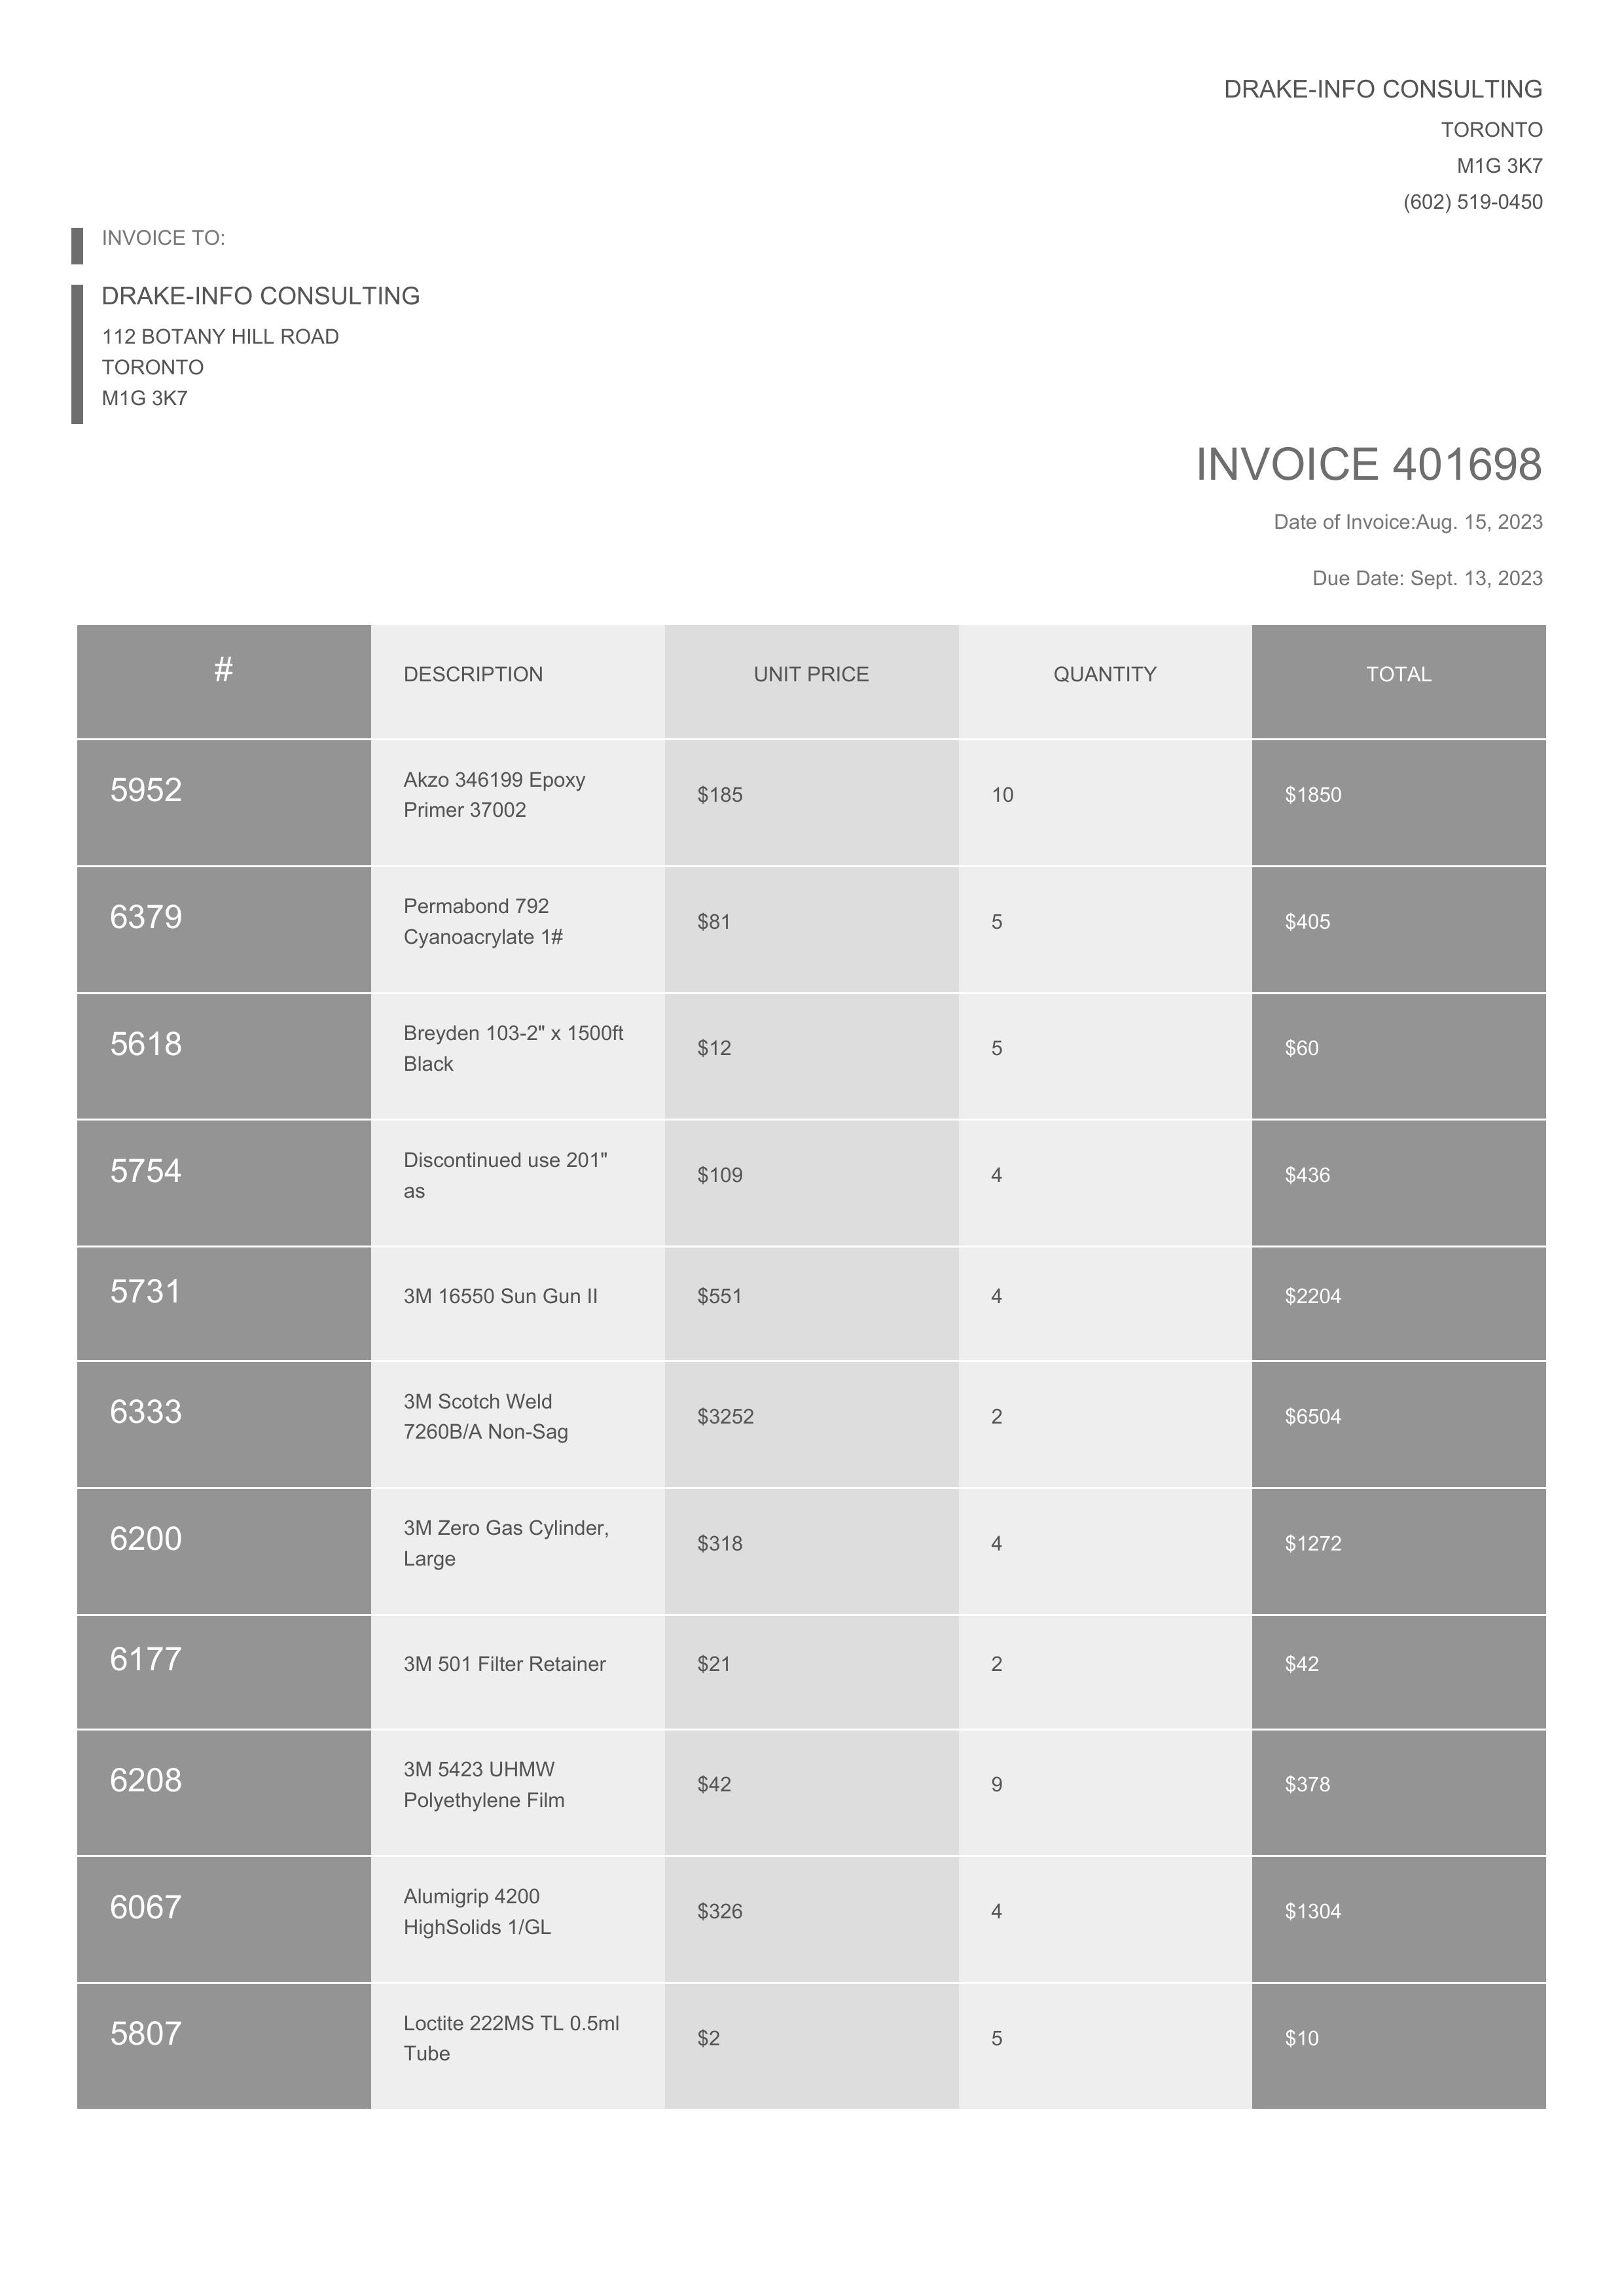 DRAKE-INFO CONSULTING
TORONTO
M1G 3K7
(602) 519-0450
INVOICE TO:
DRAKE-INFO CONSULTING
112 BOTANY HILL ROAD
TORONTO
M1G 3K7
INVOICE 401698
Date of Invoice:Aug. 15, 2023
Due Date: Sept. 13, 2023
# DESCRIPTION UNIT PRICE QUANTITY TOTAL
5952 Akzo 346199 Epoxy
Primer 37002 $185 10 $1850
6379 Permabond 792
Cyanoacrylate 1# $81 5 $405
5618 Breyden 103-2" x 1500ft
Black $12 5 $60
5754 Discontinued use 201"
as $109 4 $436
5731 3M 16550 Sun Gun II $551 4 $2204
6333 3M Scotch Weld
7260B/A Non-Sag $3252 2 $6504
6200 3M Zero Gas Cylinder,
Large $318 4 $1272
6177 3M 501 Filter Retainer $21 2 $42
6208 3M 5423 UHMW
Polyethylene Film $42 9 $378
6067 Alumigrip 4200
HighSolids 1/GL $326 4 $1304
5807 Loctite 222MS TL 0.5ml
Tube $2 5 $10